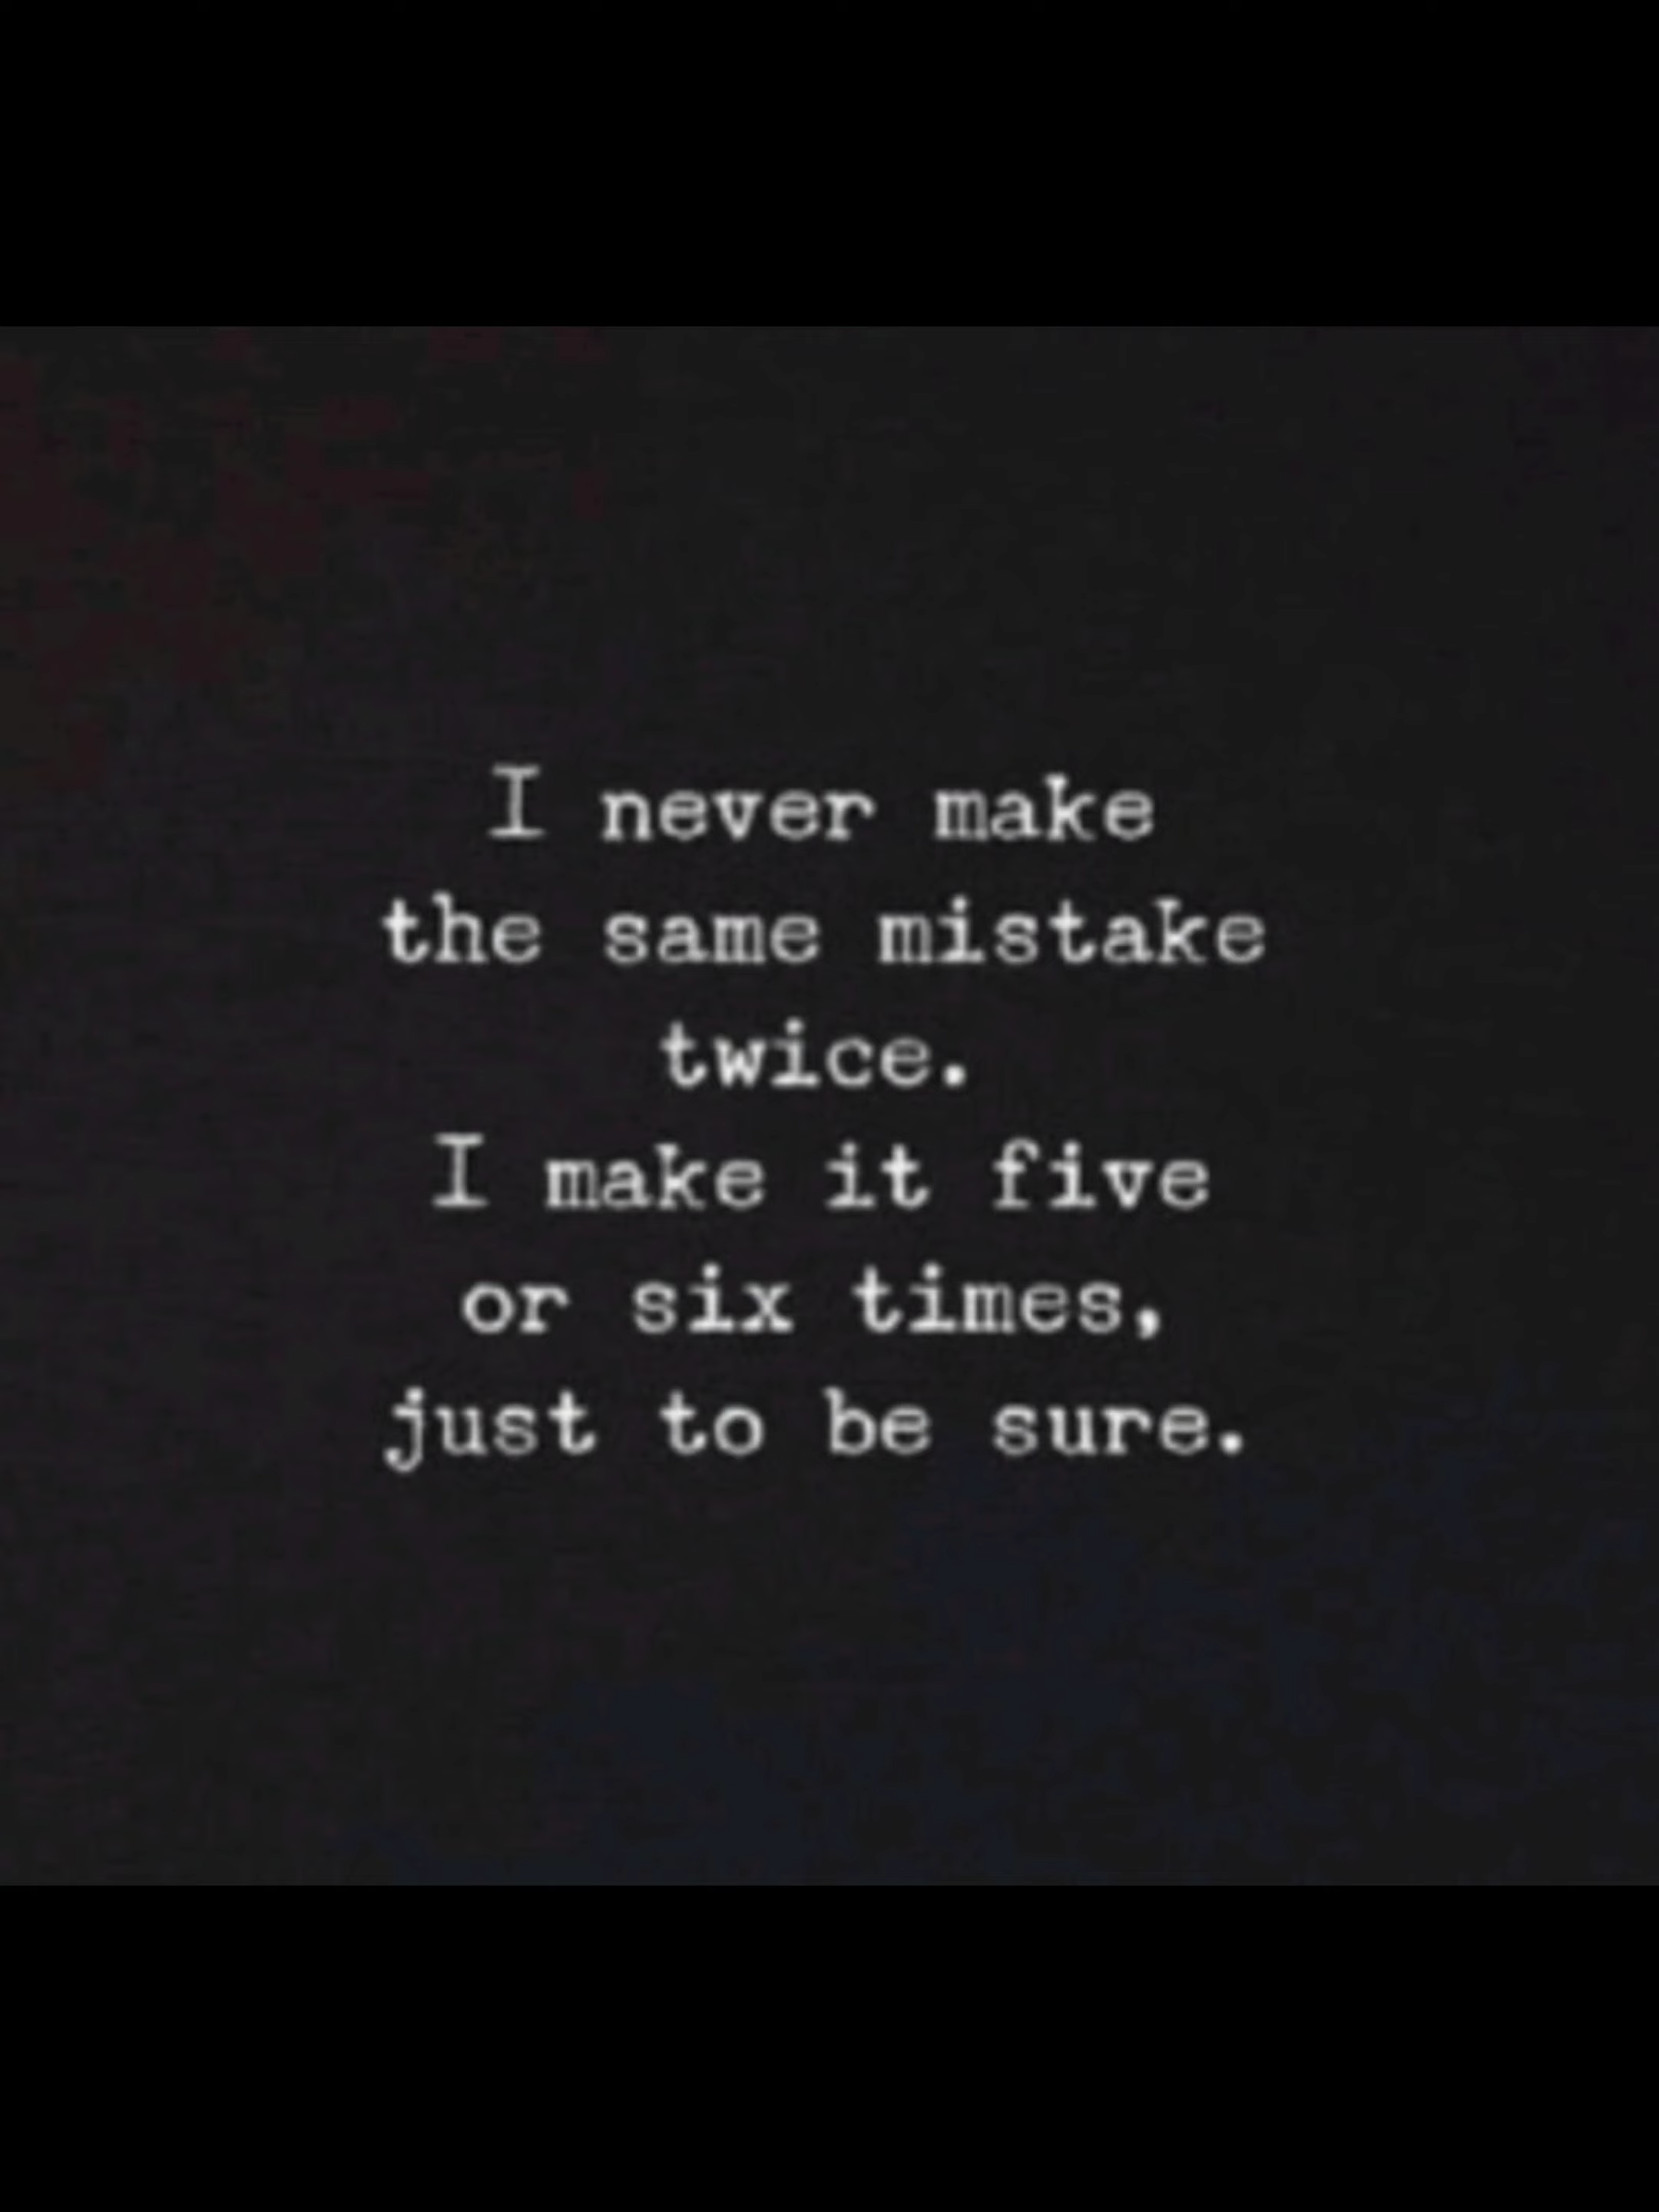 I never make
the same mistake
twice.
I make it five
or six times,
just to be sure.